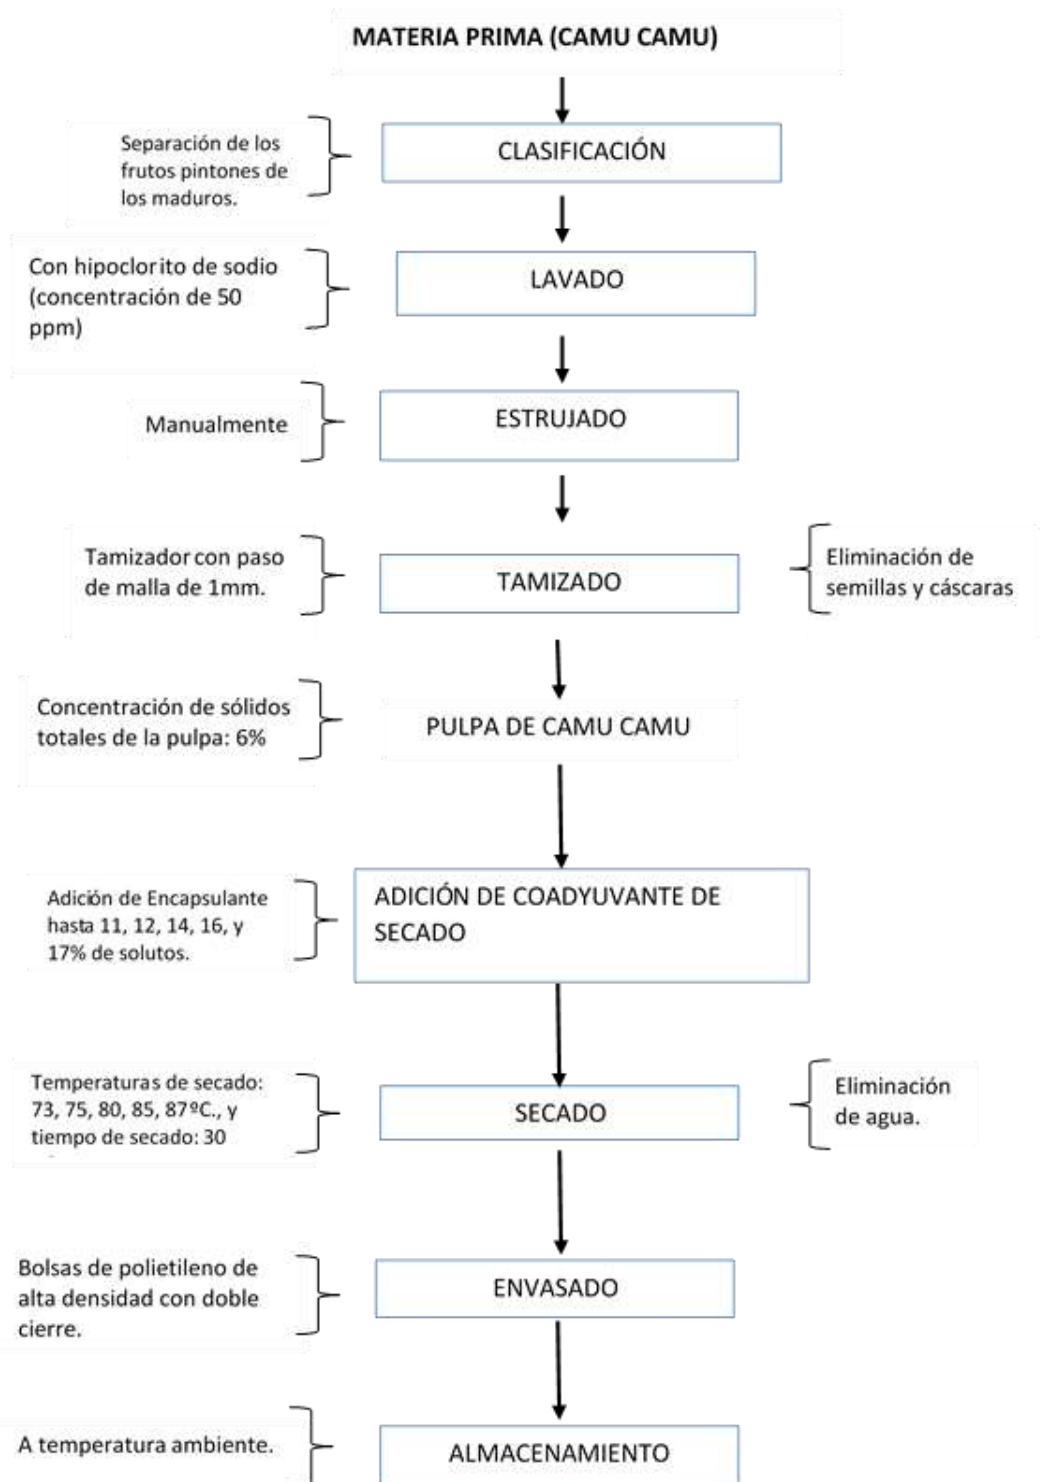 MATERIA PRIMA (CAMU CAMU)
Separación de los
frutos pintones de
los maduros.
CLASIFICACIÓN
Con hipoclorito de sodio
(concentración de 50
ppm)
LAVADO
Manualmente
ESTRUJADO
Tamizador con paso
de malla de 1mm.
TAMIZADO
Eliminación de
semillas y cáscaras
Concentración de sólidos
totales de la pulpa: 6%
PULPA DE CAMU CAMU
Adición de Encapsulante
hasta 11, 12, 14, 16, y
17% de solutos.
ADICIÓN DE COADYUVANTE DE
SECADO
Temperaturas de secado:
73, 75, 80, 85, 87ºC., y
tiempo de secado: 30
SECADO
Eliminación
de agua.
Bolsas de polietileno de
alta densidad con doble
cierre.
ENVASADO
A temperatura ambiente.
ALMACENAMIENTO